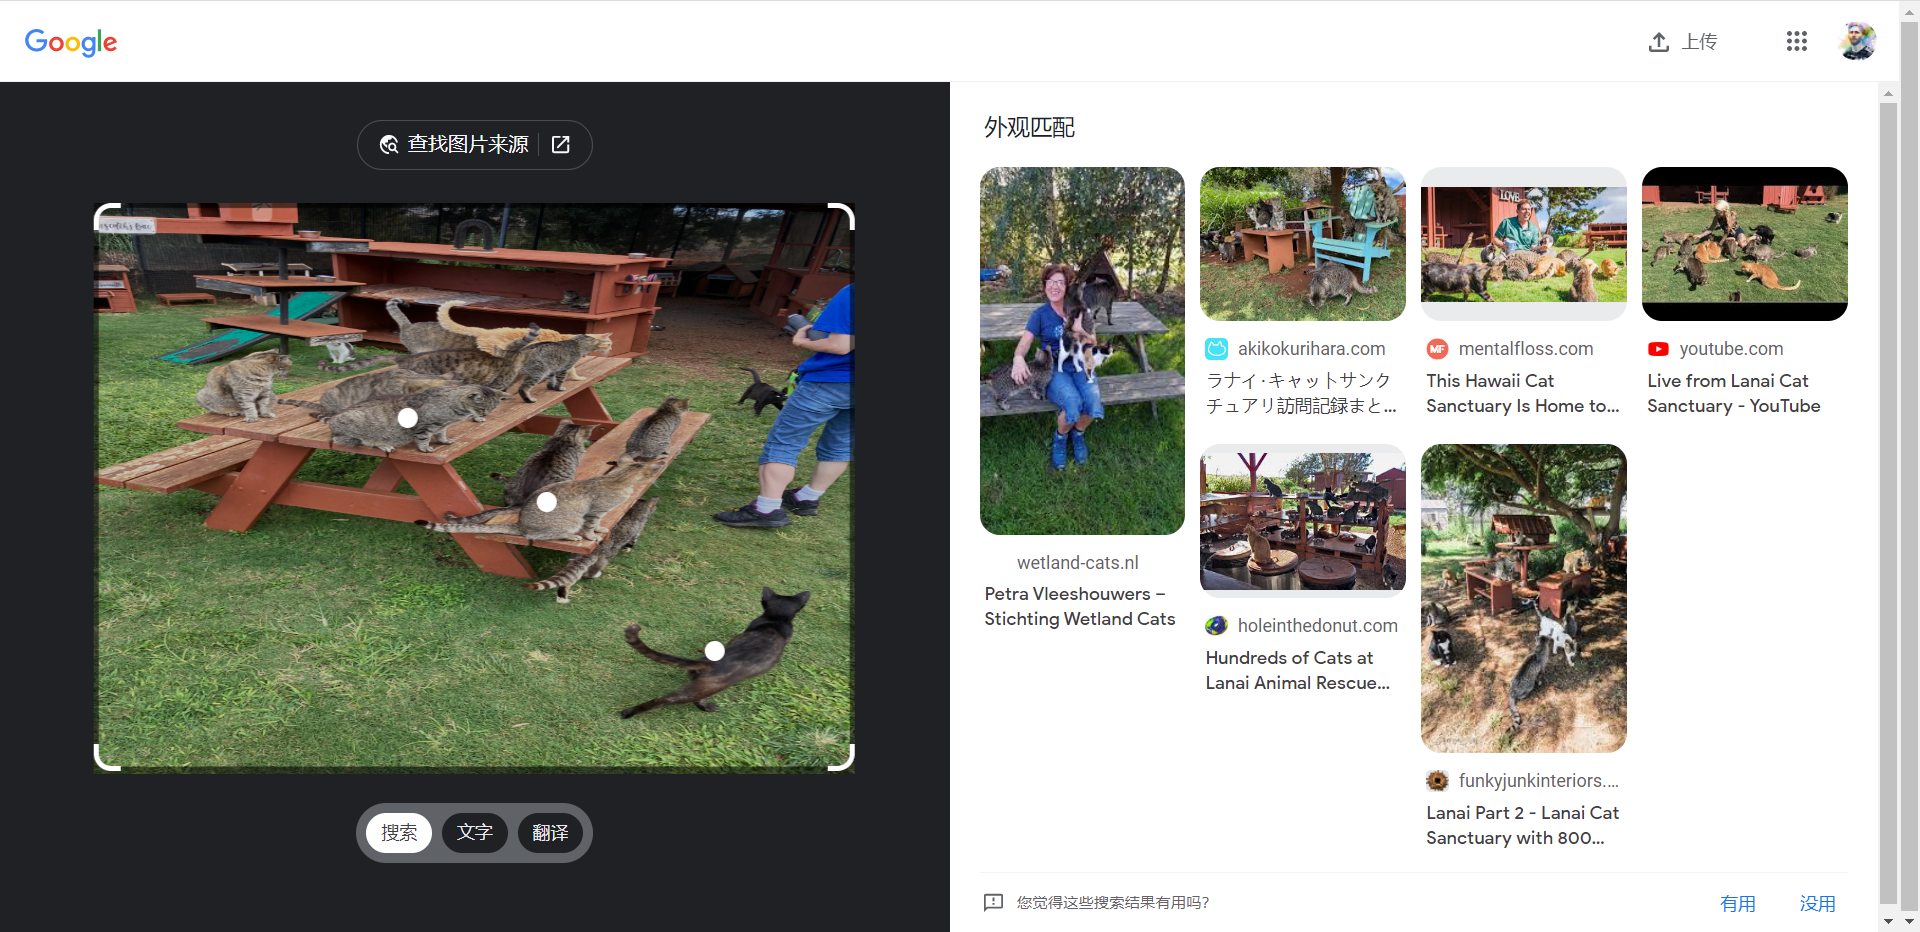 Google
上传
查找图片来源
外观匹配
LOVE
akikokurihara.com
ラナイ·キャットサンク
チュアリ訪問記録まと...
MF
mentalfloss.com
This Hawaii Cat
Sanctuary Is Home to...
youtube.com
Live from Lanai Cat
Sanctuary - YouTube
wetland-cats.nl
Petra Vleeshouwers –
Stichting Wetland Cats
holeinthedonut.com
Hundreds of Cats at
Lanai Animal Rescue...
funkyjunkinteriors....
Lanai Part 2 - Lanai Cat
Sanctuary with 800...
搜索
文字
翻译
您觉得这些搜索结果有用吗?
有用
没用